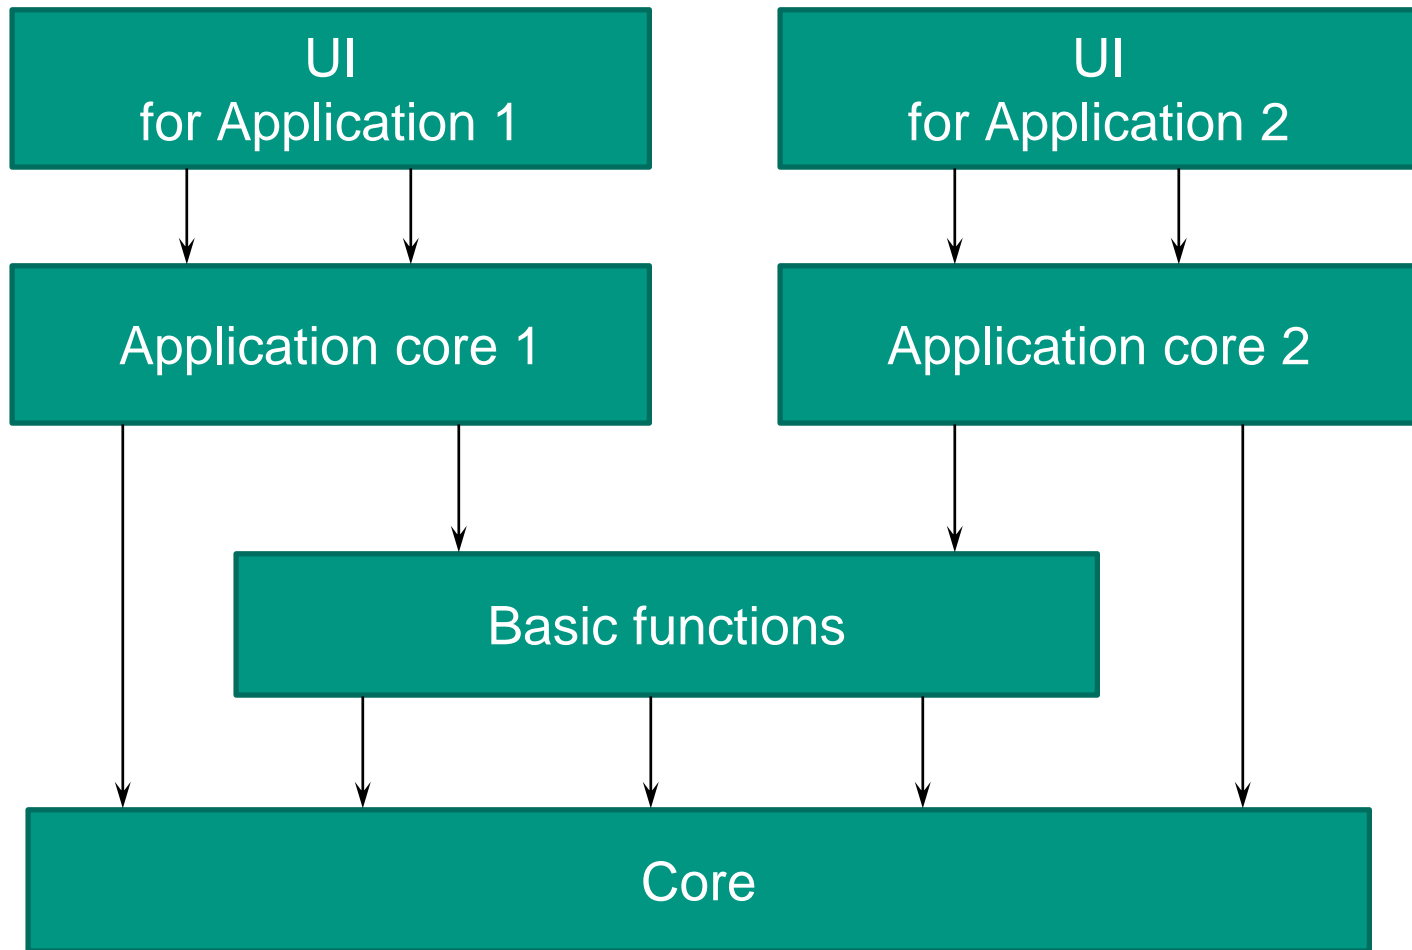 UI
for Application 1
UI
for Application 2
Application core 1
Application core 2
Basic functions
Core